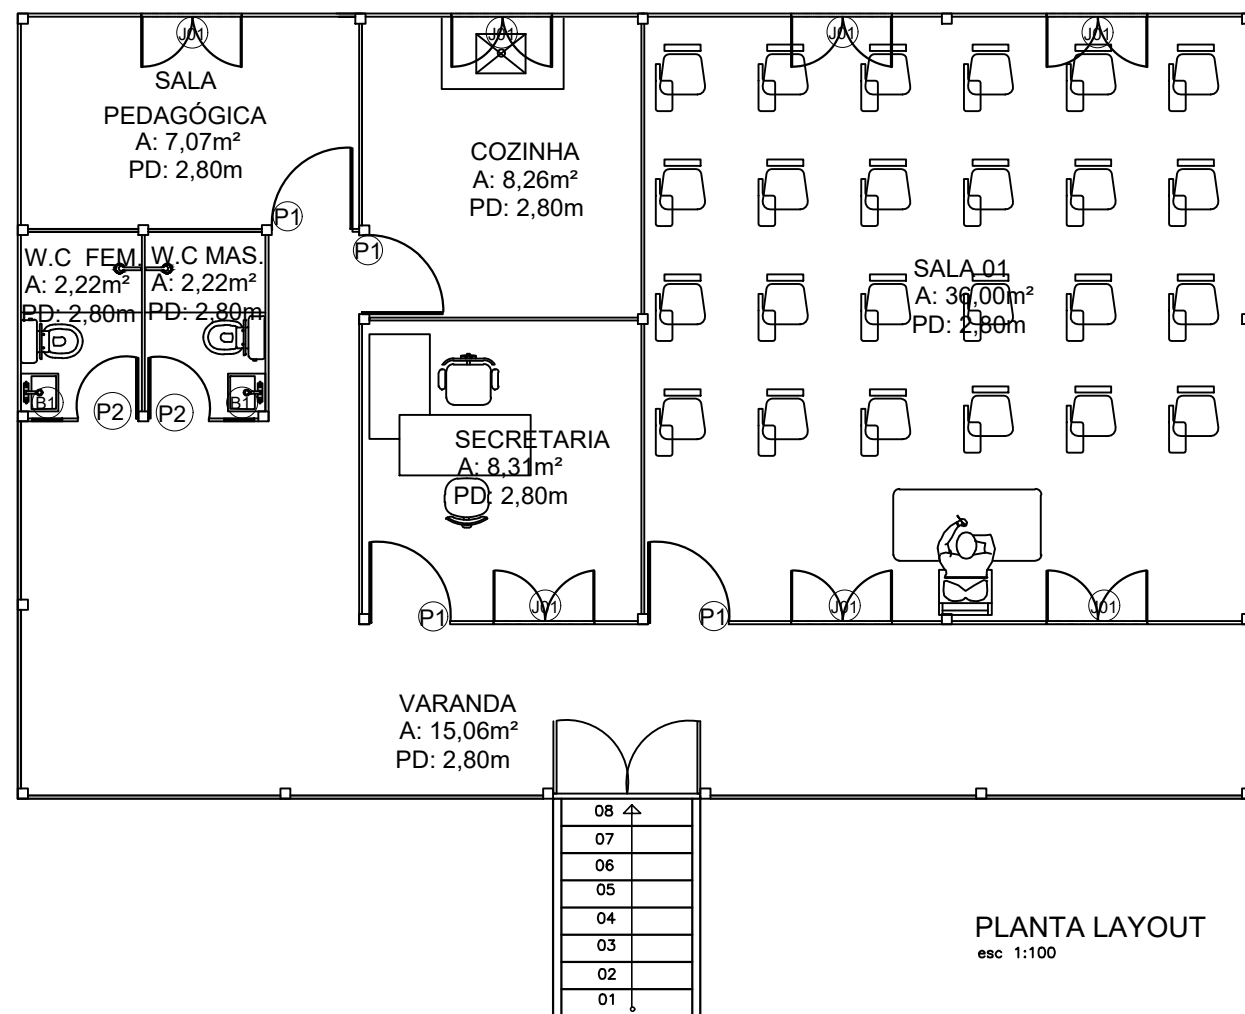 J01
J01
J01
J01
SALA
PEDAGÓGICA
A: 7,07m²
PD: 2,80m
COZINHA
A: 8,26m²
PD: 2,80m
P1
P1
W.C FEM.
A: 2,22m²
PD: 2,80m
W.C MAS.
A: 2,22m²
PD: 2,80m
SALA 01
A: 36,00m²
PD: 2,80m
B1
P2
P2
B1
SECRETARIA
A: 8,31m²
PD: 2,80m
P1
J01
P1
J01
J01
VARANDA
A: 15,06m²
PD: 2,80m
08
07
06
05
04
03
02
01
PLANTA LAYOUT
esc 1:100